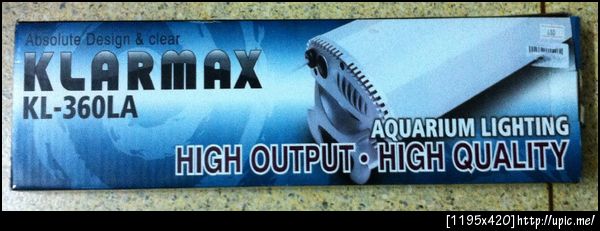 Absolute Design & clear
KLARMAX
KL-360LA
AQUARIUM LIGHTING
HIGH OUTPUT • HIGH QUALITY
[1195x420]http://upic.me/